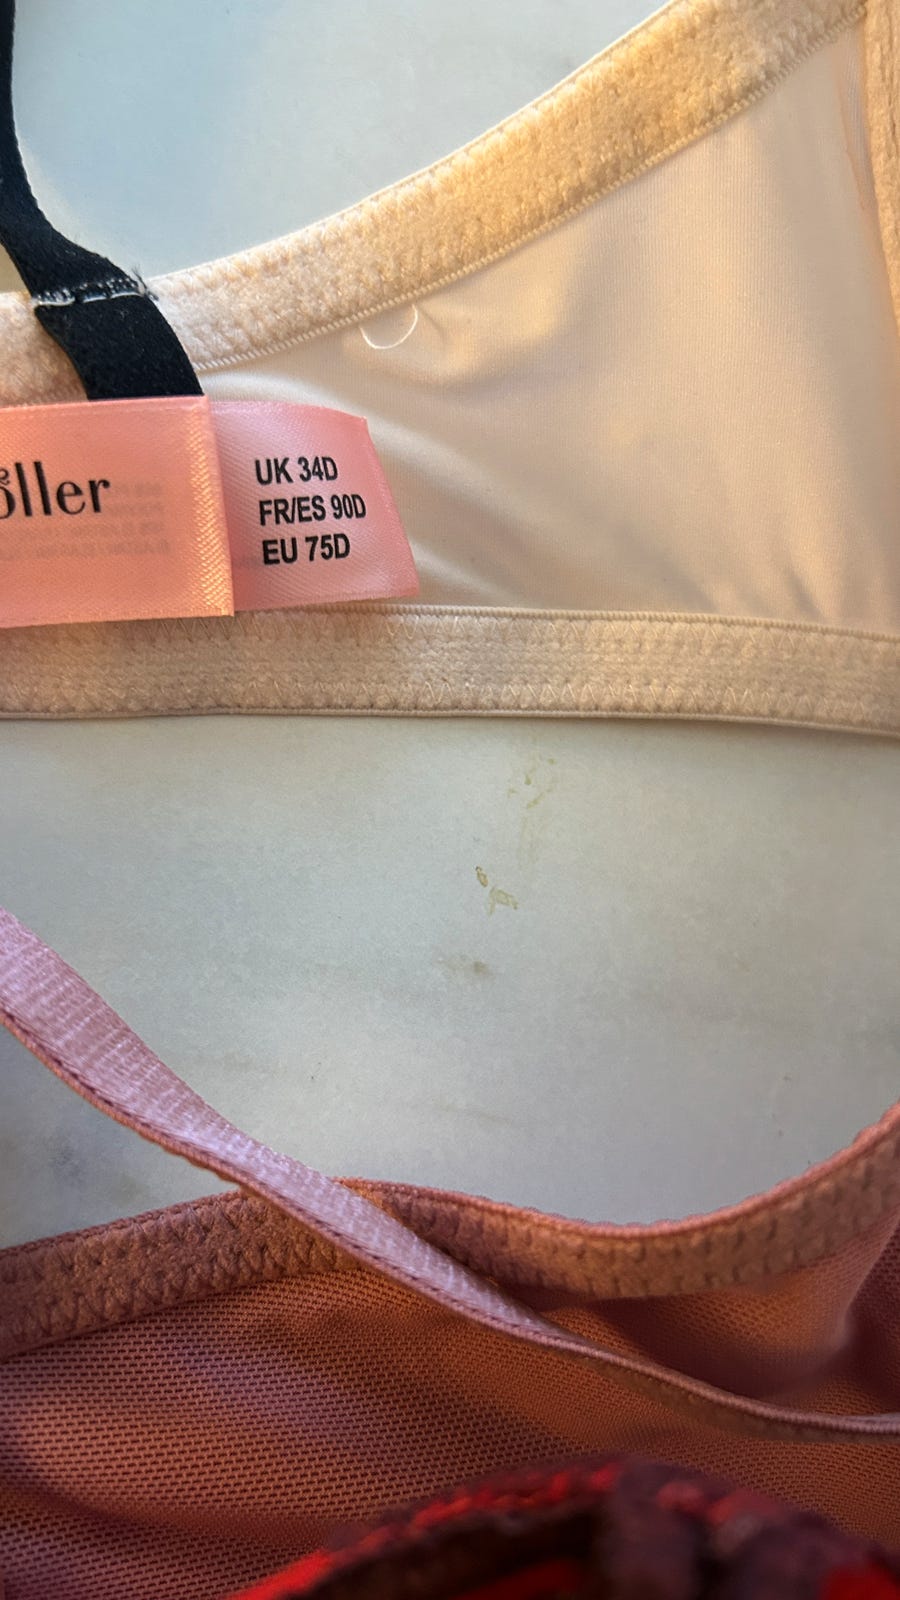 öller
UK 34D
FR/ES 90D
EU 75D